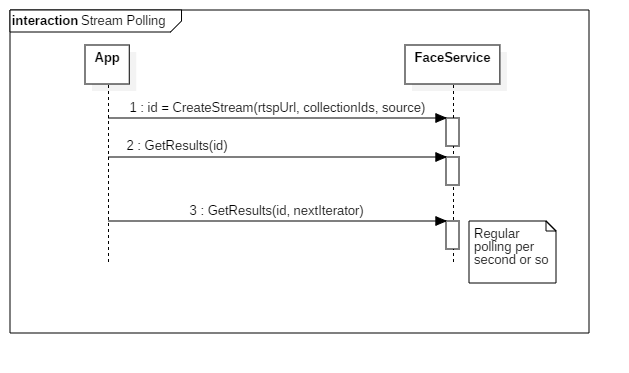 interaction Stream Polling
App
FaceService
1 : id = CreateStream(rtspUrl, collectionIds, source)
2 : GetResults(id)
3 : GetResults(id, nextIterator)
Regular
polling per
second or so